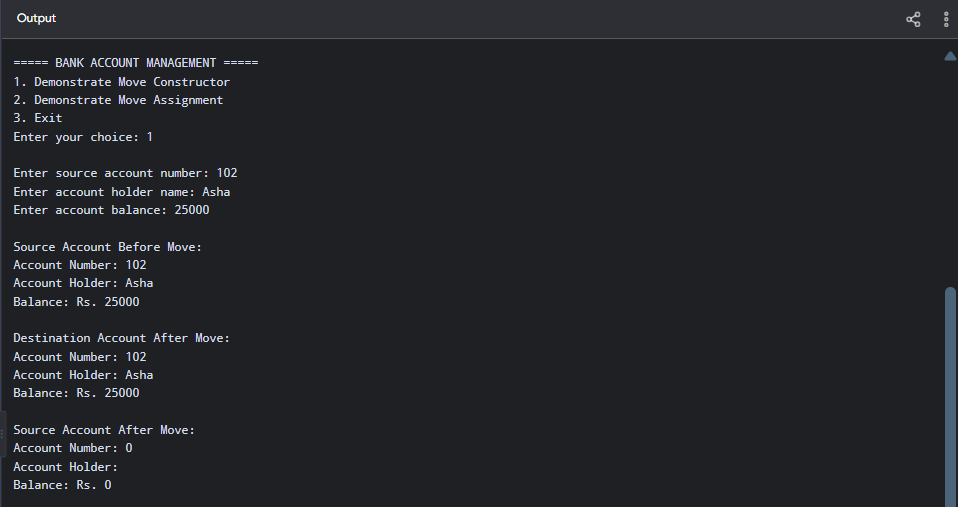 Output
===== BANK ACCOUNT MANAGEMENT =====
1. Demonstrate Move Constructor
2. Demonstrate Move Assignment
3. Exit
Enter your choice: 1
Enter source account number: 102
Enter account holder name: Asha
Enter account balance: 25000
Source Account Before Move:
Account Number: 102
Account Holder: Asha
Balance: Rs. 25000
Destination Account After Move:
Account Number: 102
Account Holder: Asha
Balance: Rs. 25000
Source Account After Move:
Account Number: 0
Account Holder:
Balance: Rs. 0